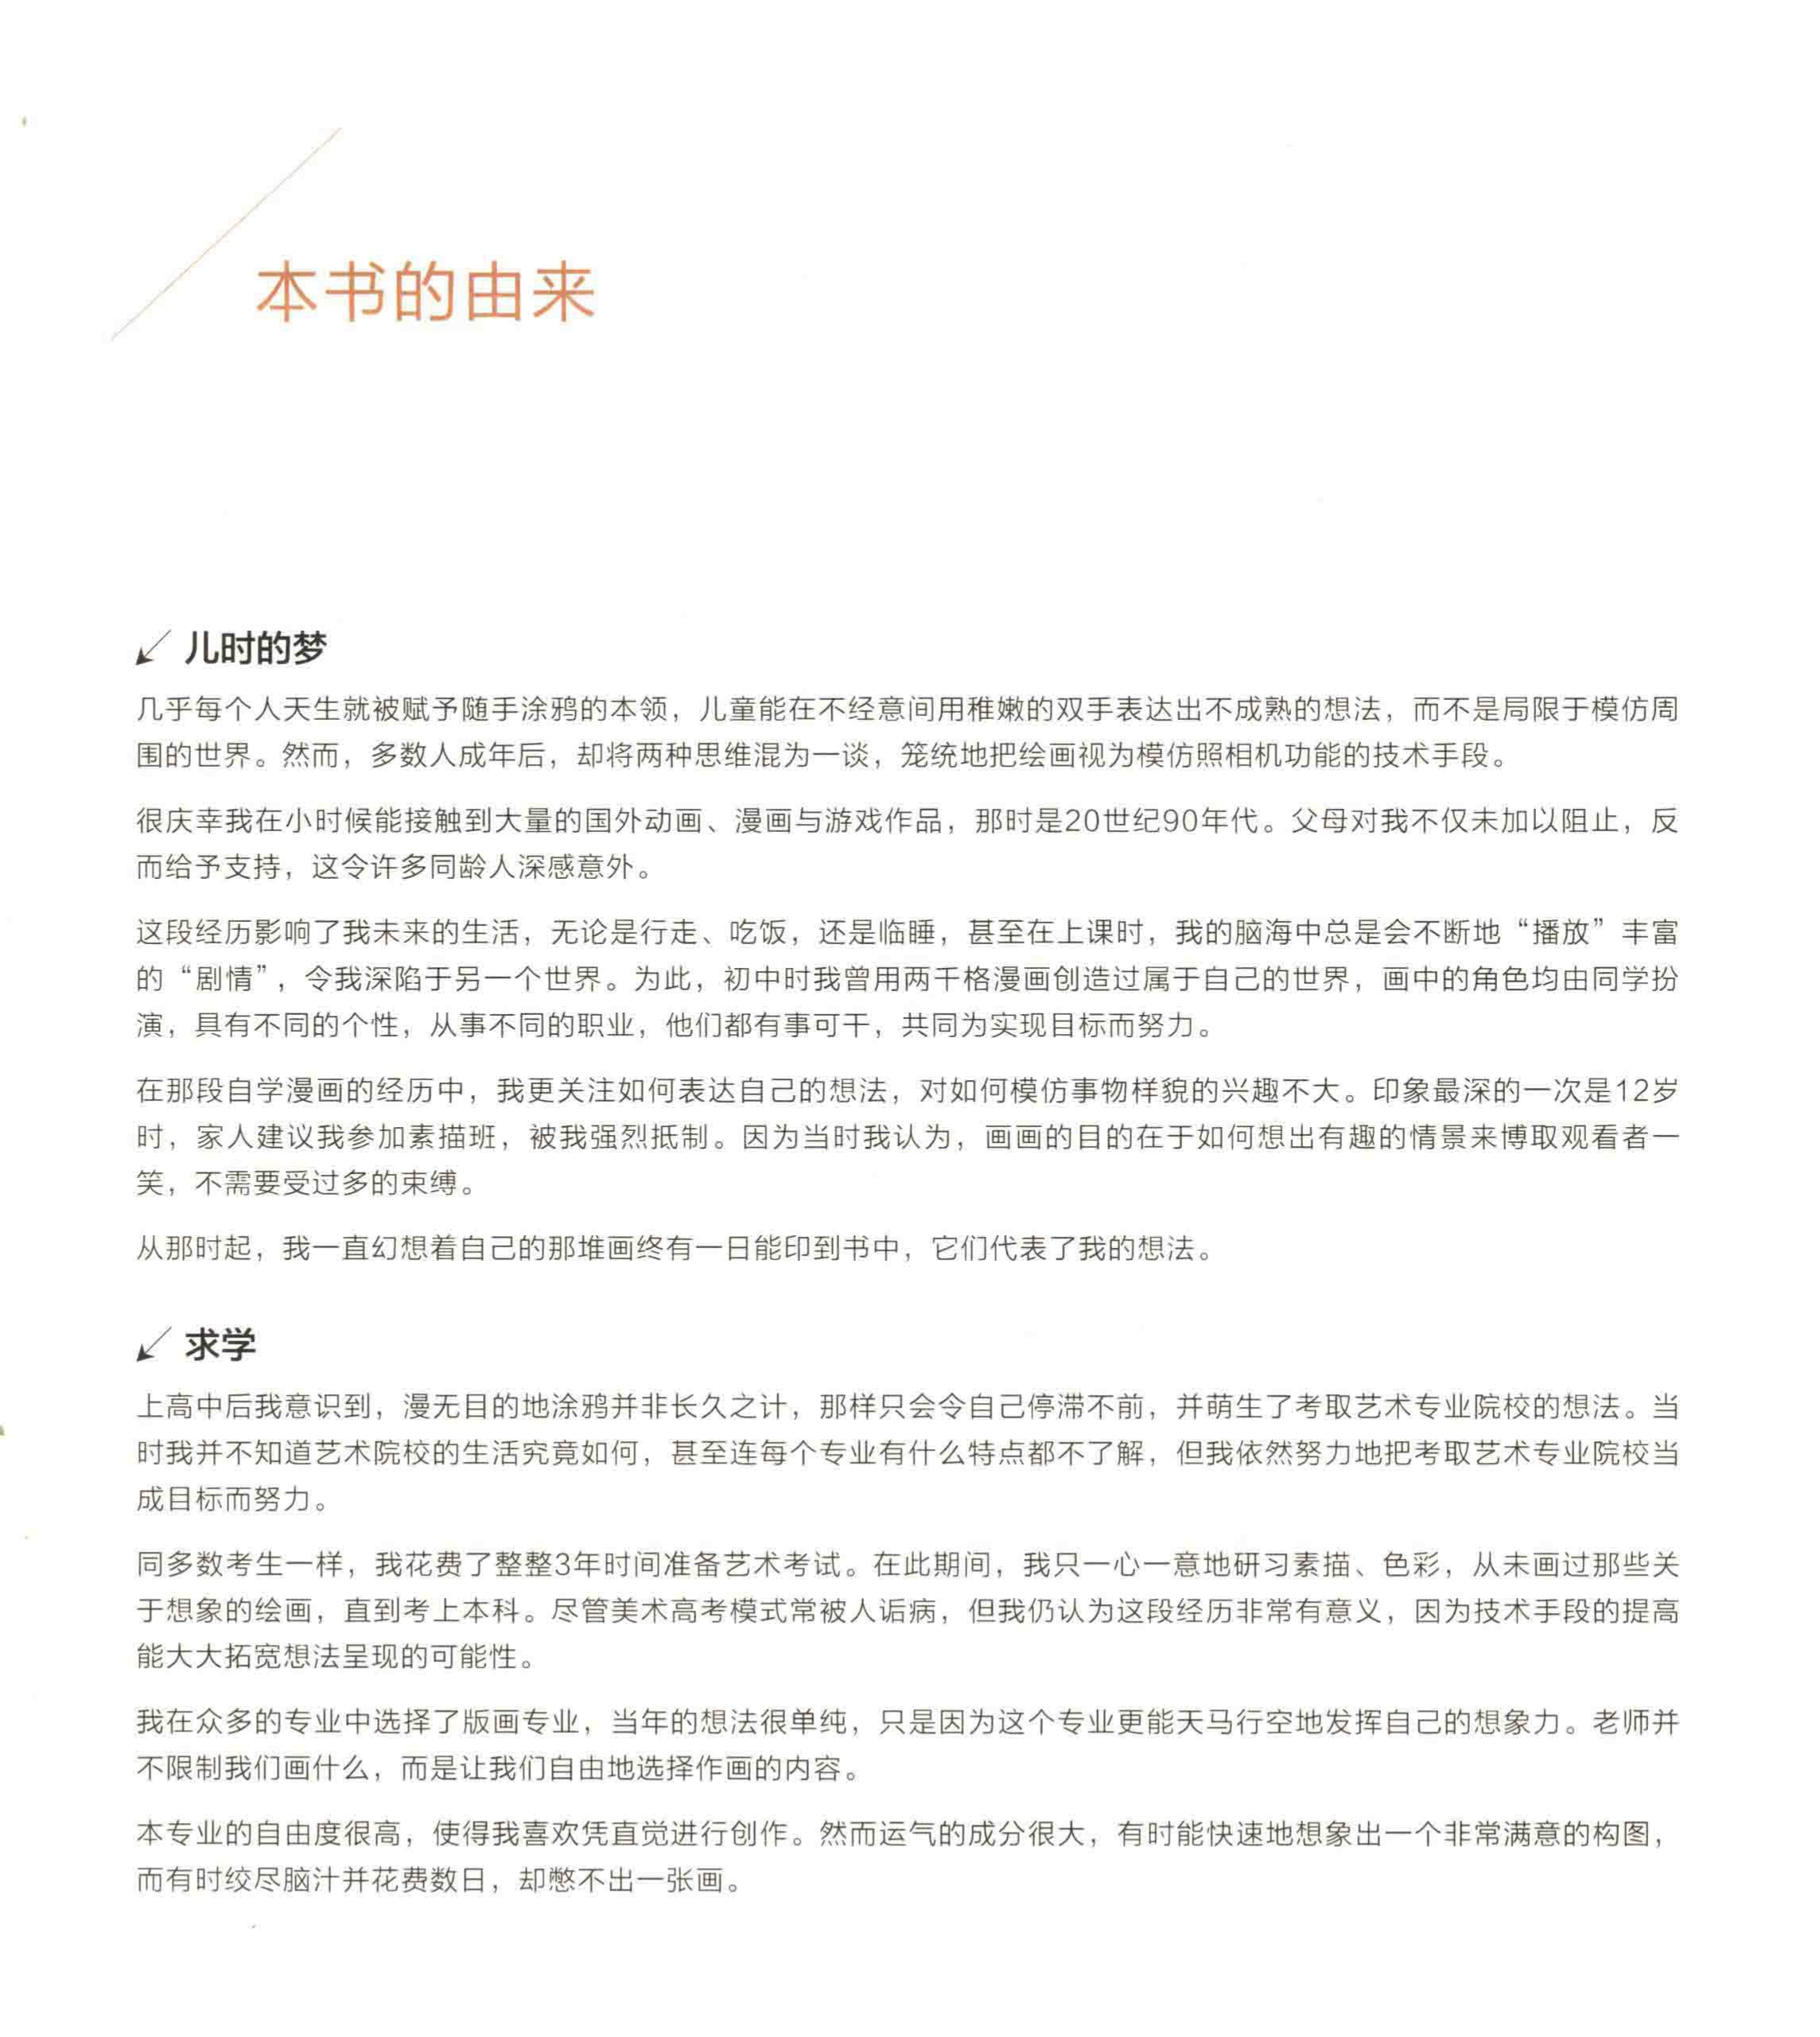 本书的由来
儿时的梦
几乎每个人天生就被赋予随手涂鸦的本领，儿童能在不经意间用稚嫩的双手表达出不成熟的想法，而不是局限于模仿周
围的世界。然而，多数人成年后，却将两种思维混为一谈，笼统地把绘画视为模仿照相机功能的技术手段。
很庆幸我在小时候能接触到大量的国外动画、漫画与游戏作品，那时是20世纪90年代。父母对我不仅未加以阻止，反
而给予支持，这令许多同龄人深感意外。
这段经历影响了我未来的生活，无论是行走、吃饭，还是临睡，甚至在上课时，我的脑海中总是会不断地“播放”丰富
的“剧情”，令我深陷于另一个世界。为此，初中时我曾用两千格漫画创造过属于自己的世界，画中的角色均由同学扮
演，具有不同的个性，从事不同的职业，他们都有事可干，共同为实现目标而努力。
在那段自学漫画的经历中，我更关注如何表达自己的想法，对如何模仿事物样貌的兴趣不大。印象最深的一次是12岁
时，家人建议我参加素描班，被我强烈抵制。因为当时我认为，画画的目的在于如何想出有趣的情景来博取观看者一
笑，不需要受过多的束缚。
从那时起，我一直幻想着自己的那堆画终有一日能印到书中，它们代表了我的想法。
求学
上高中后我意识到，漫无目的地涂鸦并非长久之计，那样只会令自己停滞不前，并萌生了考取艺术专业院校的想法。当
时我并不知道艺术院校的生活究竟如何，甚至连每个专业有什么特点都不了解，但我依然努力地把考取艺术专业院校当
成目标而努力。
同多数考生一样，我花费了整整3年时间准备艺术考试。在此期间，我只一心一意地研习素描、色彩，从未画过那些关
于想象的绘画，直到考上本科。尽管美术高考模式常被人诟病，但我仍认为这段经历非常有意义，因为技术手段的提高
能大大拓宽想法呈现的可能性。
我在众多的专业中选择了版画专业，当年的想法很单纯，只是因为这个专业更能天马行空地发挥自己的想象力。老师并
不限制我们画什么，而是让我们自由地选择作画的内容。
本专业的自由度很高，使得我喜欢凭直觉进行创作。然而运气的成分很大，有时能快速地想象出一个非常满意的构图，
而有时绞尽脑汁并花费数日，却憋不出一张画。